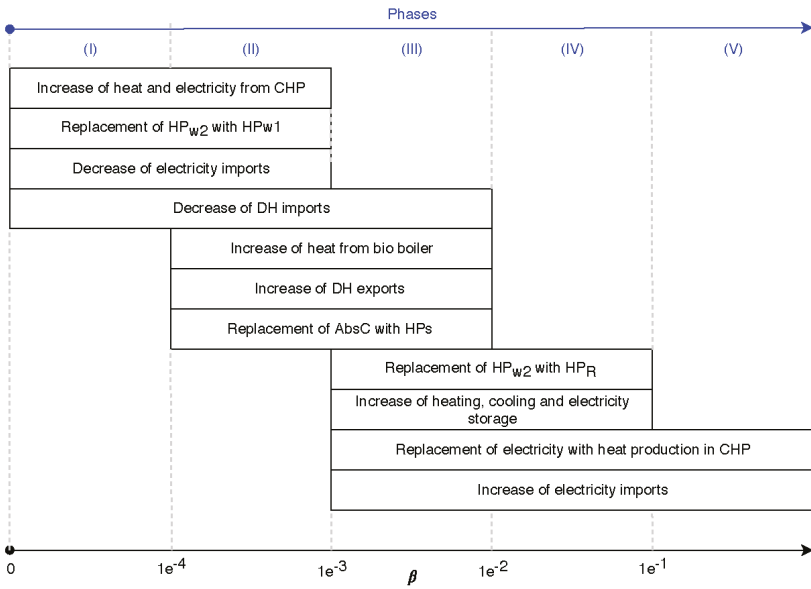 Phases
(I) (II) (III) (IV) (V)
Increase of heat and electricity from CHP
Replacement of HPw2 with HPw1
Decrease of electricity imports
Decrease of DH imports
Increase of heat from bio boiler
Increase of DH exports
Replacement of AbsC with HPs
Replacement of HPw2 with HPR
Increase of heating, cooling and electricity
storage
Replacement of electricity with heat production in CHP
Increase of electricity imports
0 1e-4 1e-3 1e-2 1e-1
β